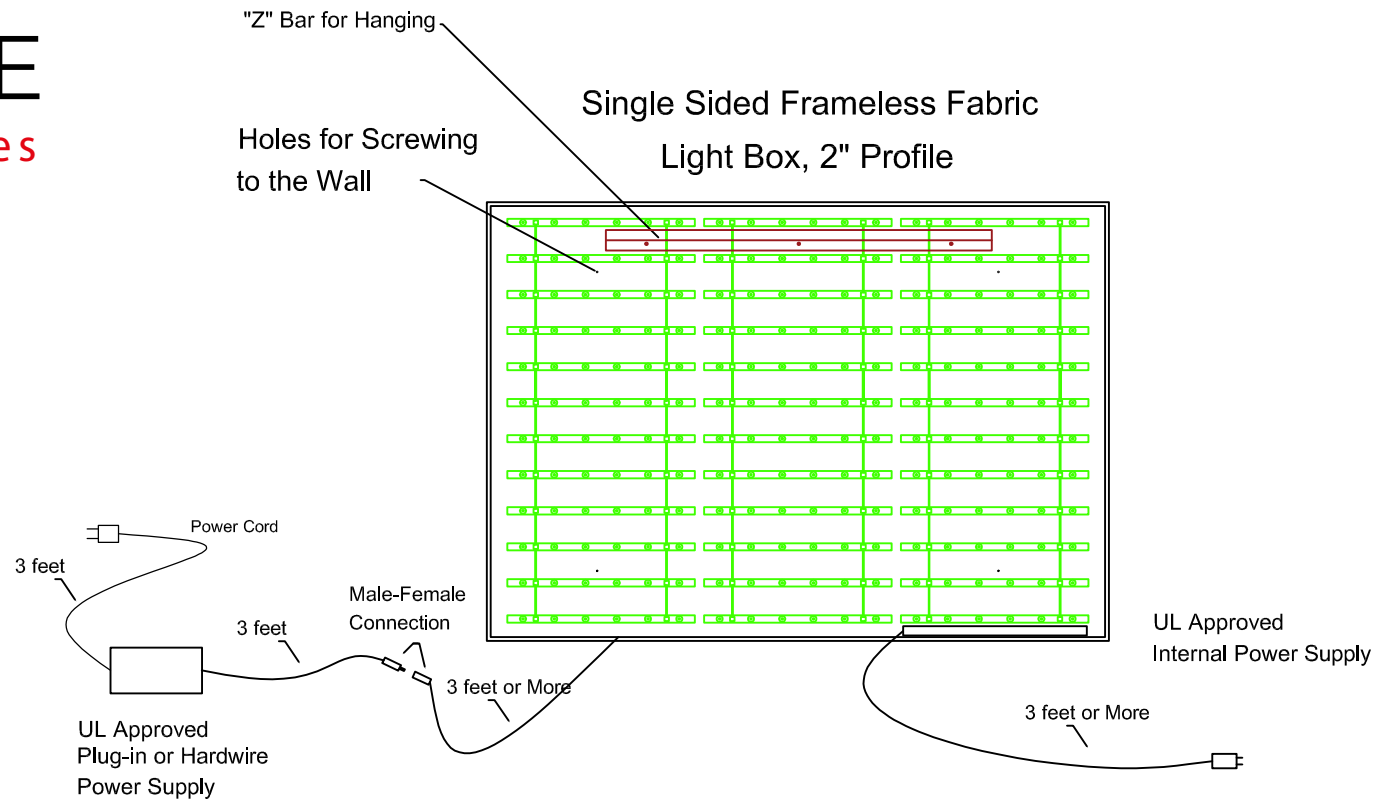 "Z" Bar for Hanging
E
es
Single Sided Frameless Fabric
Light Box, 2" Profile
Holes for Screwing
to the Wall
Power Cord
3 feet
Male-Female
Connection
3 feet
3 feet or More
UL Approved
Plug-in or Hardwire
Power Supply
UL Approved
Internal Power Supply
3 feet or More